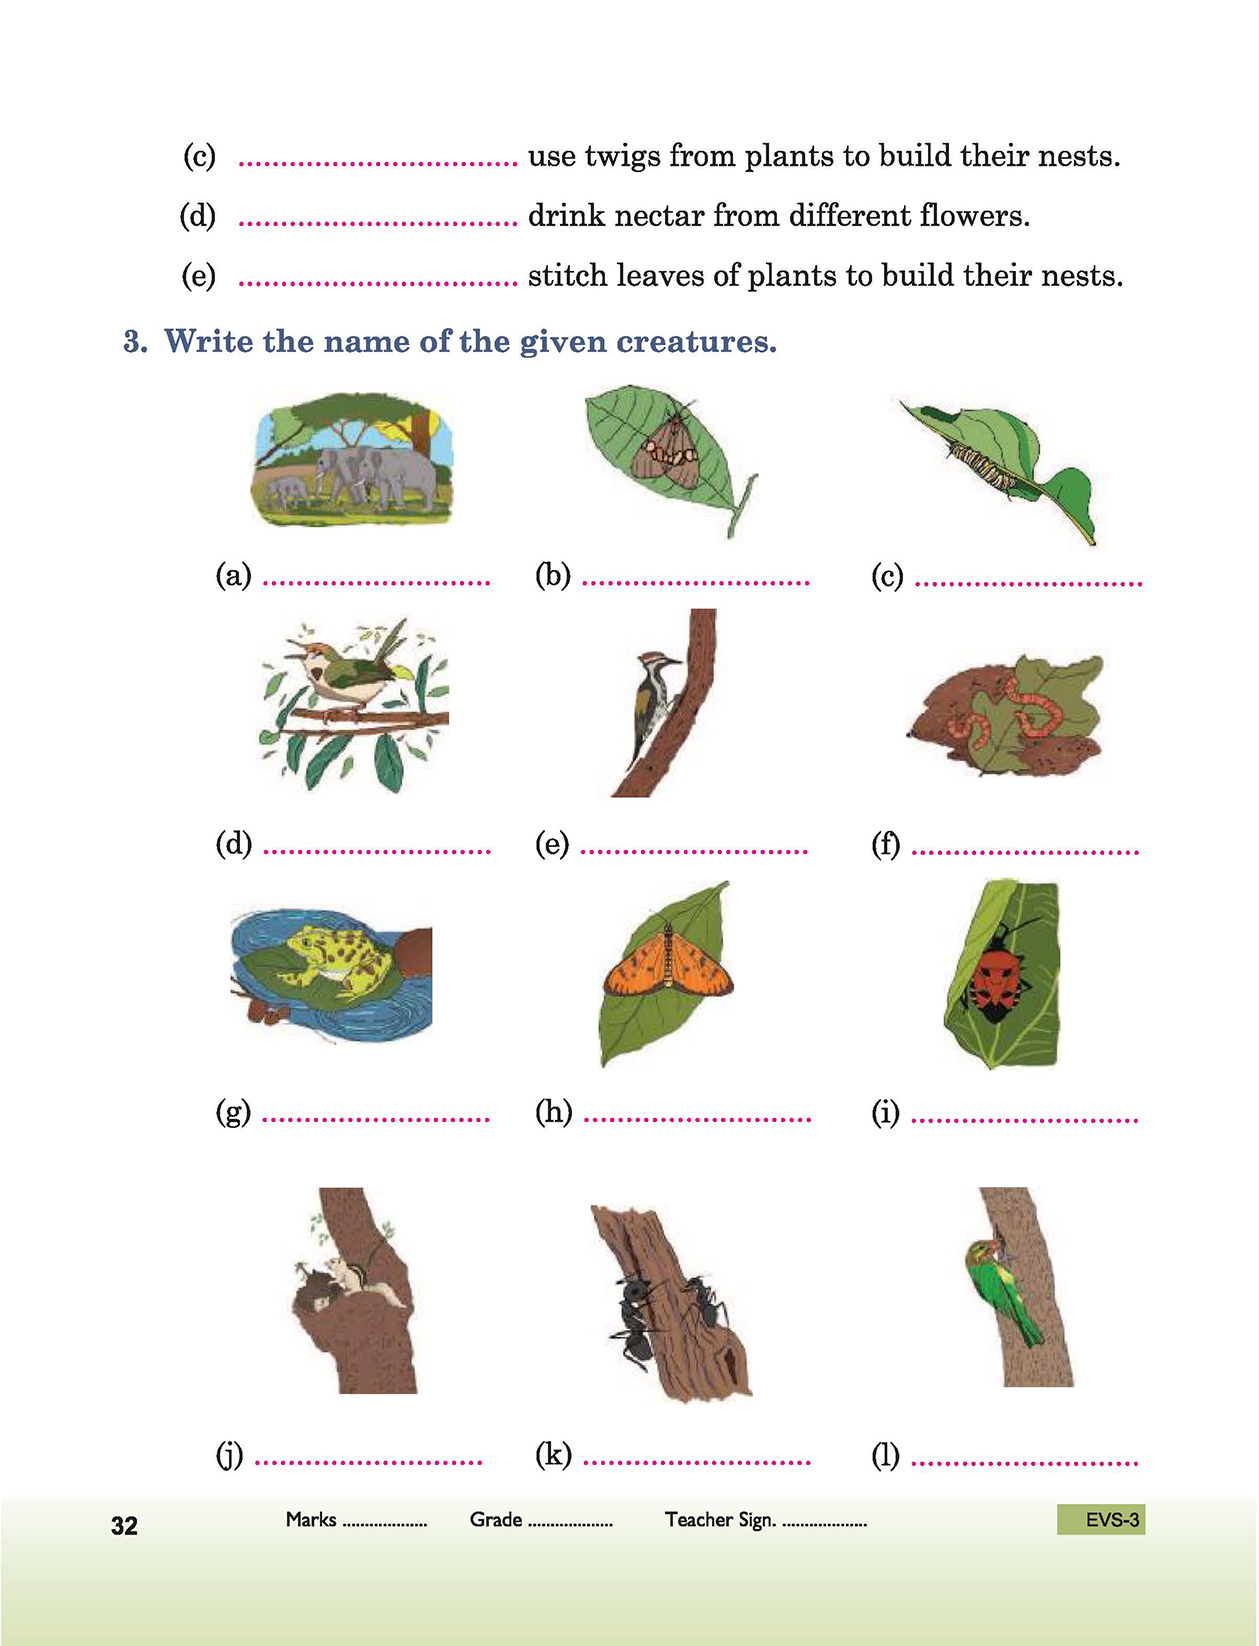 (c) ................................. use twigs from plants to build their nests.
(d) ................................. drink nectar from different flowers.
(e) ................................. stitch leaves of plants to build their nests.
3. Write the name of the given creatures.
(a) ........................... (b) ........................... (c) ...........................
(d) ........................... (e) ........................... (f) ...........................
(g) ........................... (h) ........................... (i) ...........................
(j) ........................... (k) ........................... (l) ...........................
32 Marks ................... Grade ................... Teacher Sign. ................... EVS-3